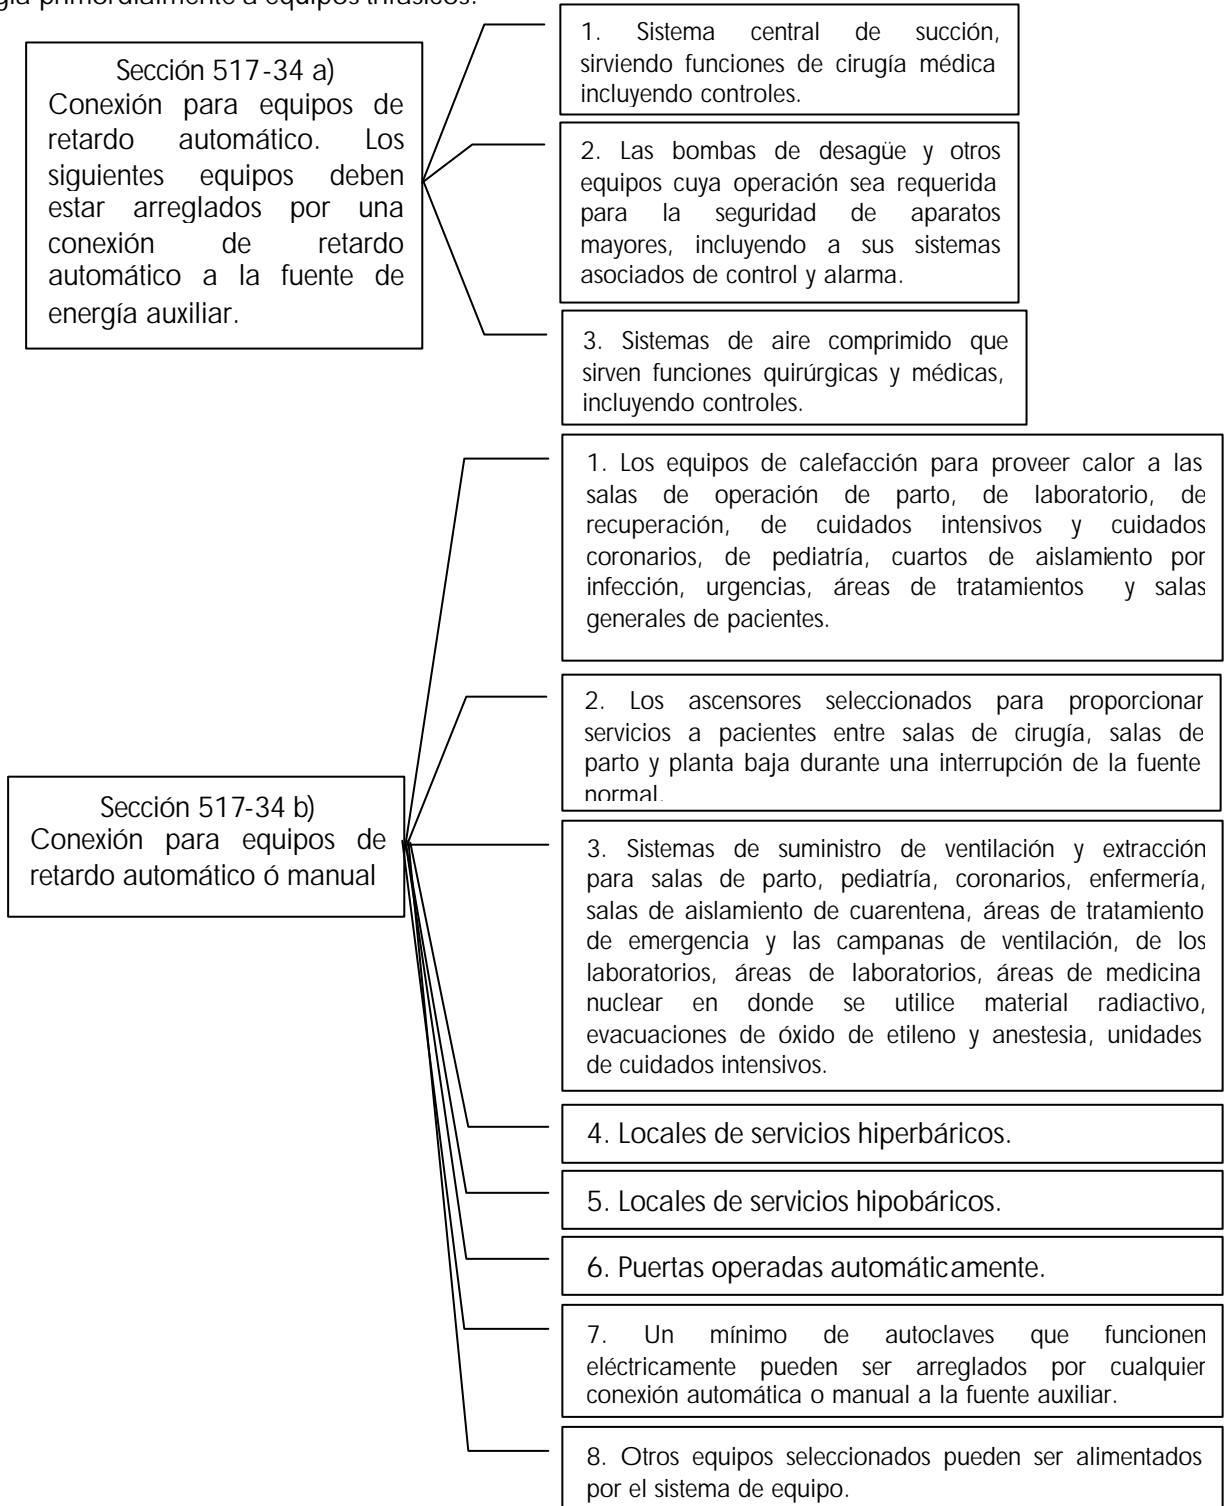 gía primordialmente a equipos trifásicos.
Sección 517-34 a)
Conexión para equipos de
retardo automático. Los
siguientes equipos deben
estar arreglados por una
conexión de retardo
automático a la fuente de
energía auxiliar.
1. Sistema central de succión,
sirviendo funciones de cirugía médica
incluyendo controles.
2. Las bombas de desagüe y otros
equipos cuya operación sea requerida
para la seguridad de aparatos
mayores, incluyendo a sus sistemas
asociados de control y alarma.
3. Sistemas de aire comprimido que
sirven funciones quirúrgicas y médicas,
incluyendo controles.
Sección 517-34 b)
Conexión para equipos de
retardo automático ó manual
1. Los equipos de calefacción para proveer calor a las
salas de operación de parto, de laboratorio, de
recuperación, de cuidados intensivos y cuidados
coronarios, de pediatría, cuartos de aislamiento por
infección, urgencias, áreas de tratamientos y salas
generales de pacientes.
2. Los ascensores seleccionados para proporcionar
servicios a pacientes entre salas de cirugía, salas de
parto y planta baja durante una interrupción de la fuente
normal.
3. Sistemas de suministro de ventilación y extracción
para salas de parto, pediatría, coronarios, enfermería,
salas de aislamiento de cuarentena, áreas de tratamiento
de emergencia y las campanas de ventilación, de los
laboratorios, áreas de laboratorios, áreas de medicina
nuclear en donde se utilice material radiactivo,
evacuaciones de óxido de etileno y anestesia, unidades
de cuidados intensivos.
4. Locales de servicios hiperbáricos.
5. Locales de servicios hipobáricos.
6. Puertas operadas automáticamente.
7. Un mínimo de autoclaves que funcionen
eléctricamente pueden ser arreglados por cualquier
conexión automática o manual a la fuente auxiliar.
8. Otros equipos seleccionados pueden ser alimentados
por el sistema de equipo.